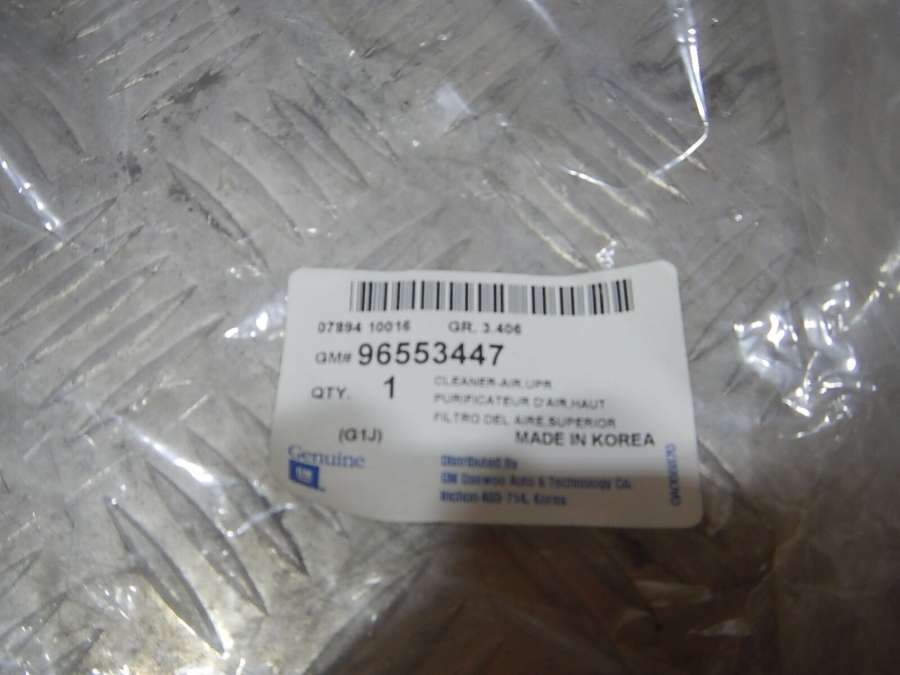 07894 10016 GR. 3.406
GM# 96553447
QTY. 1
CLEANER-AIR,UPR
PURIFICATEUR D'AIR,HAUT
FILTRO DEL AIRE,SUPERIOR
(G1J) MADE IN KOREA
Genuine
GM
Distributed By
GM Daewoo Auto & Technology Co.
Incheon 403-714, Korea